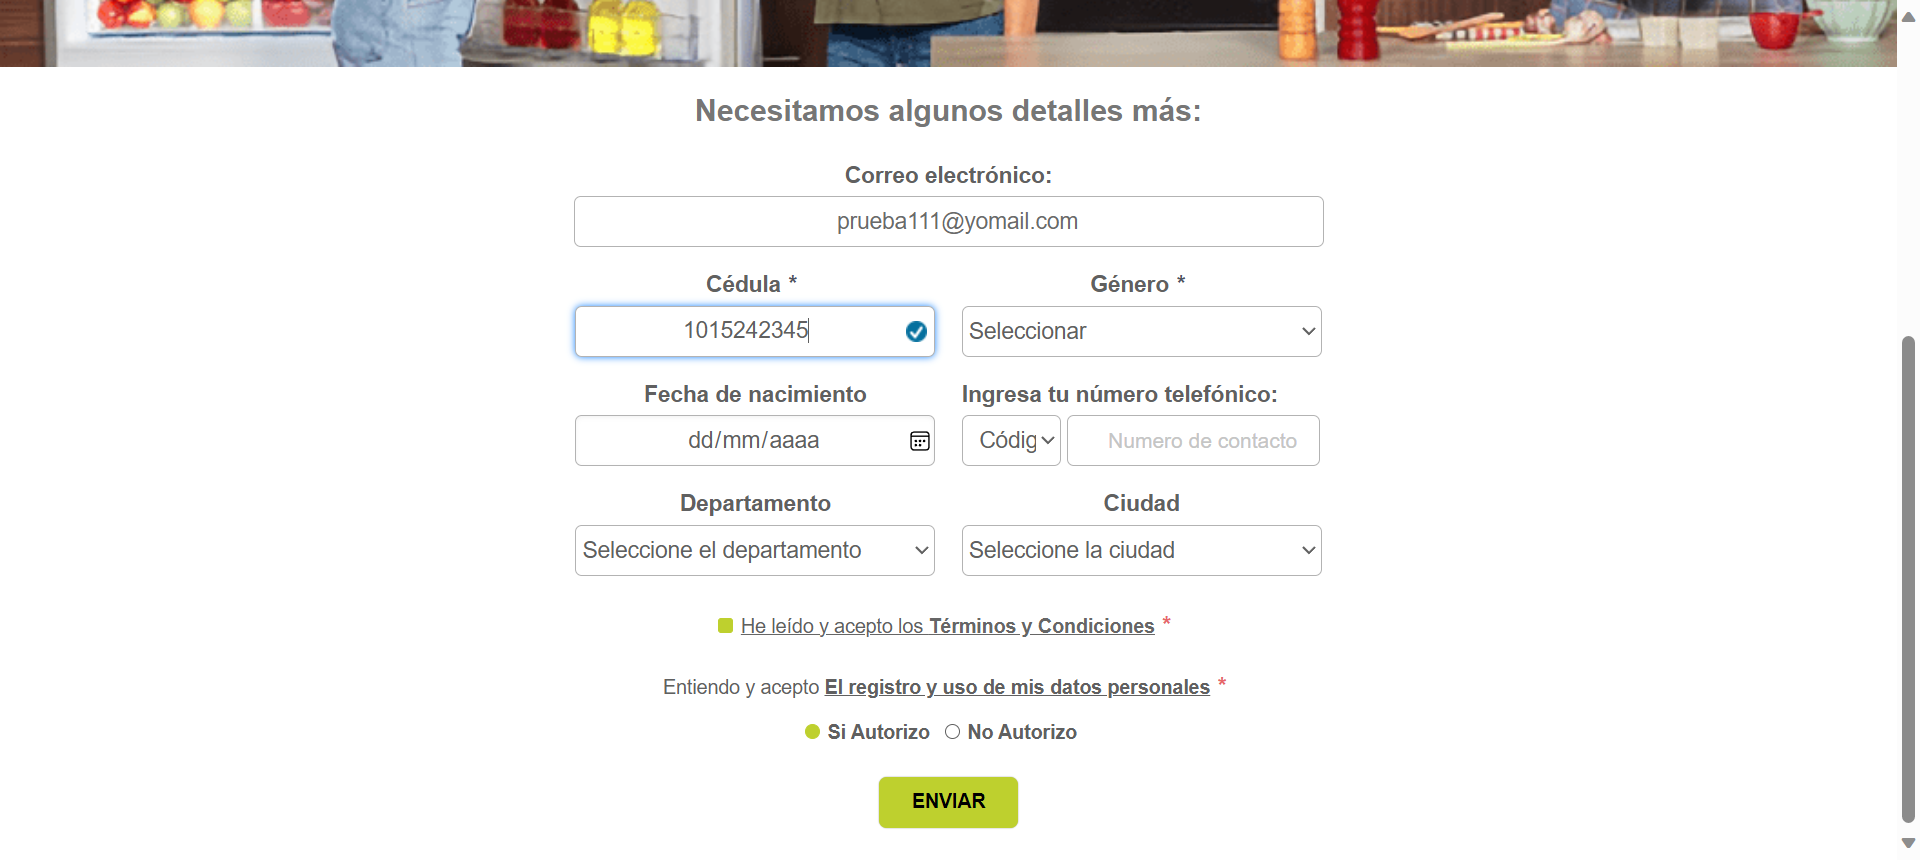 Necesitamos algunos detalles más:
Correo electrónico:
prueba111@yomail.com
Cédula *
Género *
1015242345
Seleccionar
Fecha de nacimiento
Ingresa tu número telefónico:
dd/mm/aaaa
Códig
Numero de contacto
Departamento
Ciudad
Seleccione el departamento
Seleccione la ciudad
He leído y acepto los Términos y Condiciones *
Entiendo y acepto El registro y uso de mis datos personales *
Si Autorizo
No Autorizo
ENVIAR